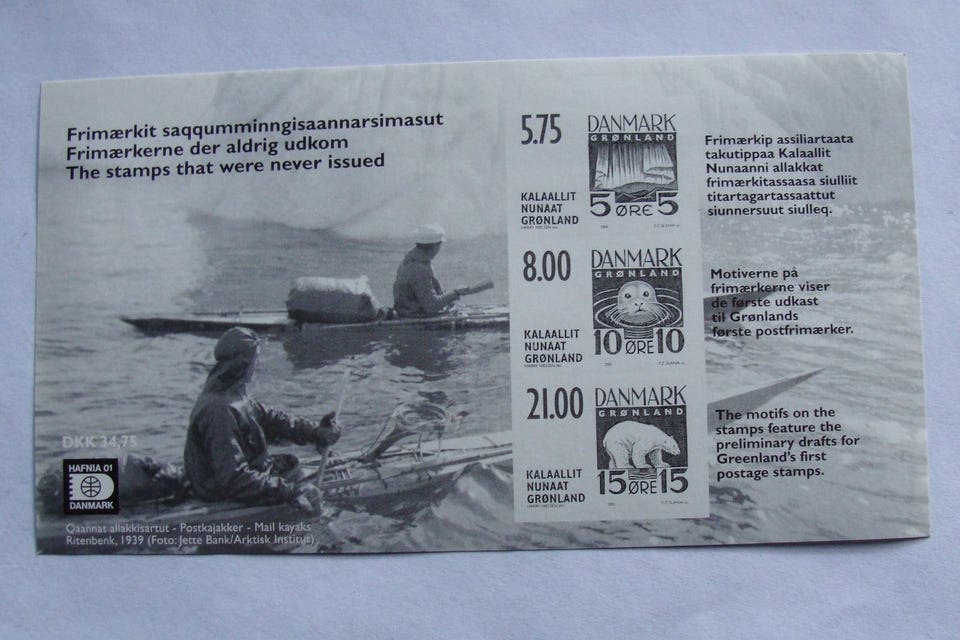 Frimærkit saqqumminngisaannarsimasut
Frimærkerne der aldrig udkom
The stamps that were never issued
5.75
DANMARK
GRØNLAND
5 ØRE 5
KALAALLIT
NUNAAT
GRØNLAND
8.00
DANMARK
GRØNLAND
10 ØRE 10
KALAALLIT
NUNAAT
GRØNLAND
21.00
DANMARK
GRØNLAND
15 ØRE 15
KALAALLIT
NUNAAT
GRØNLAND
Frimærkip assiliartaata
takutippaa Kalaallit
Nunaanni allakkat
frimærkitassaasa siulliit
titartagartassaattut
siunnersuut siulleq.
Motiverne på
frimærkerne viser
de første udkast
til Grønlands
første postfrimærker.
The motifs on the
stamps feature the
preliminary drafts for
Greenland's first
postage stamps.
DKK 34,75
HAFNIA 01
DANMARK
Qaannat allakkisartut - Postkajakker - Mail kayaks
Ritenbenk, 1939 (Foto: Jette Bank/Arktisk Institut)